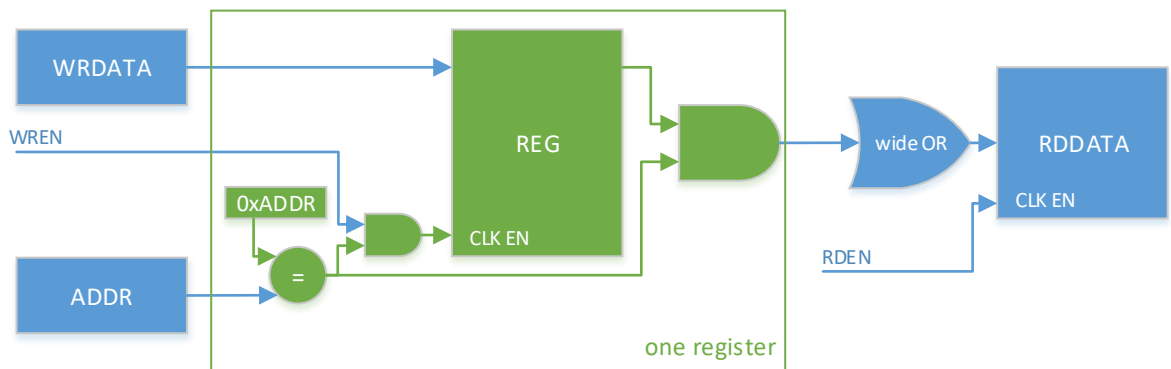 WRDATA
WREN
0xADDR
=
ADDR
REG
CLK EN
one register
wide OR
RDDATA
CLK EN
RDEN